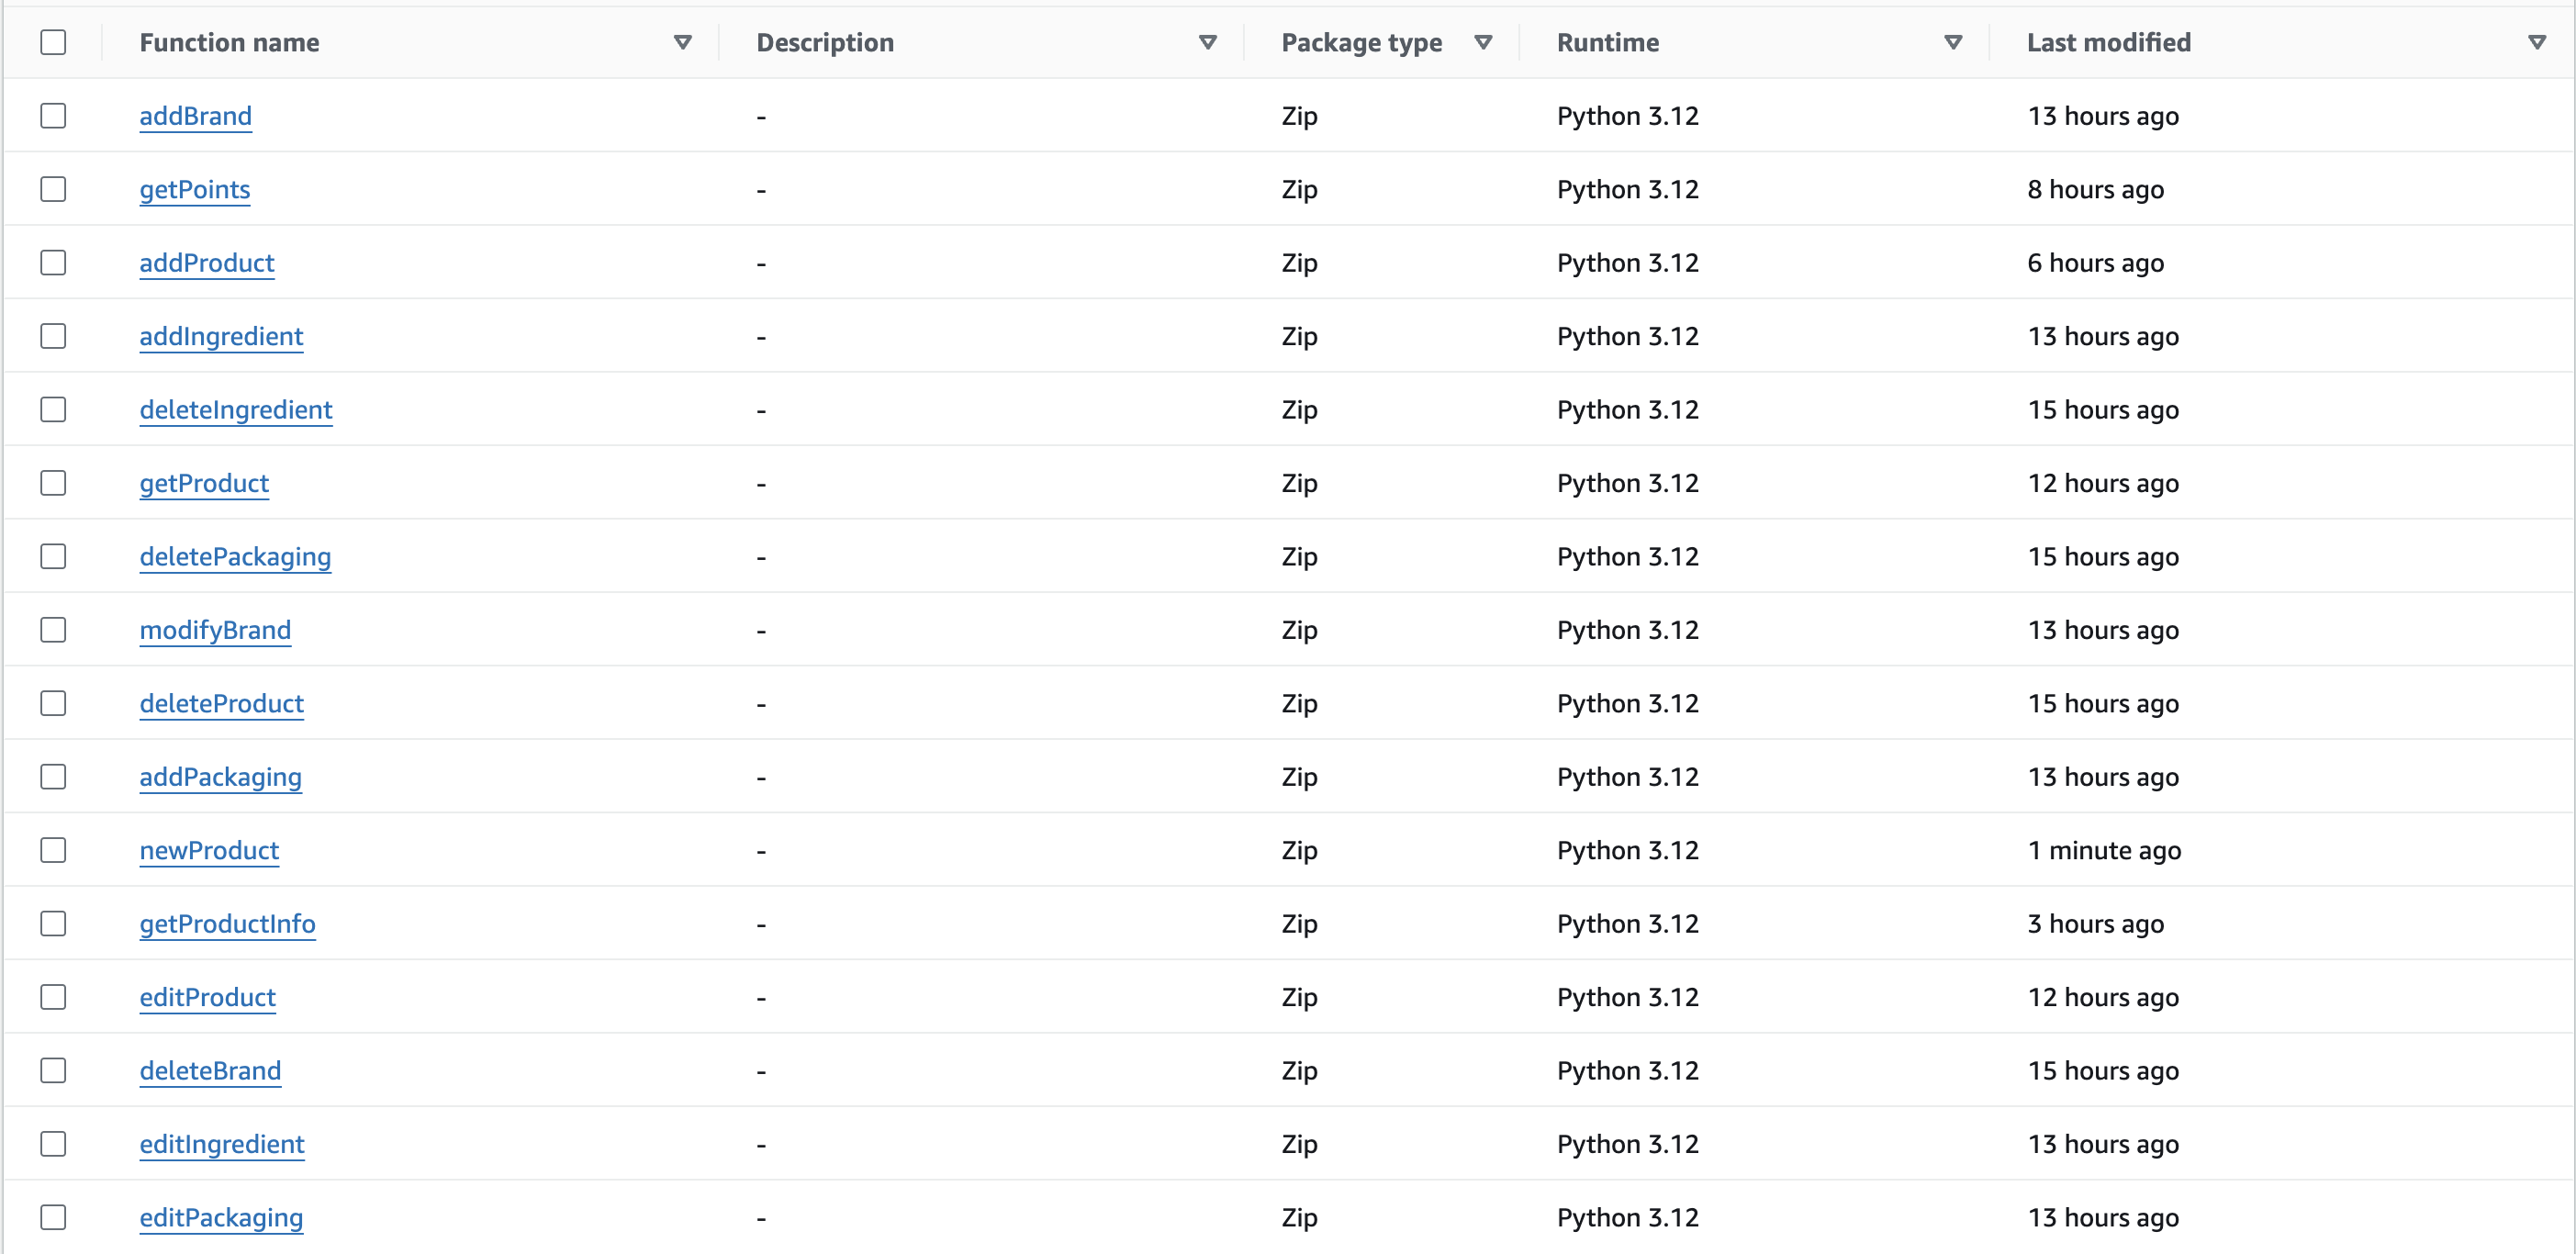 Function name Description Package type Runtime Last modified
addBrand - Zip Python 3.12 13 hours ago
getPoints - Zip Python 3.12 8 hours ago
addProduct - Zip Python 3.12 6 hours ago
addIngredient - Zip Python 3.12 13 hours ago
deleteIngredient - Zip Python 3.12 15 hours ago
getProduct - Zip Python 3.12 12 hours ago
deletePackaging - Zip Python 3.12 15 hours ago
modifyBrand - Zip Python 3.12 13 hours ago
deleteProduct - Zip Python 3.12 15 hours ago
addPackaging - Zip Python 3.12 13 hours ago
newProduct - Zip Python 3.12 1 minute ago
getProductInfo - Zip Python 3.12 3 hours ago
editProduct - Zip Python 3.12 12 hours ago
deleteBrand - Zip Python 3.12 15 hours ago
editIngredient - Zip Python 3.12 13 hours ago
editPackaging - Zip Python 3.12 13 hours ago